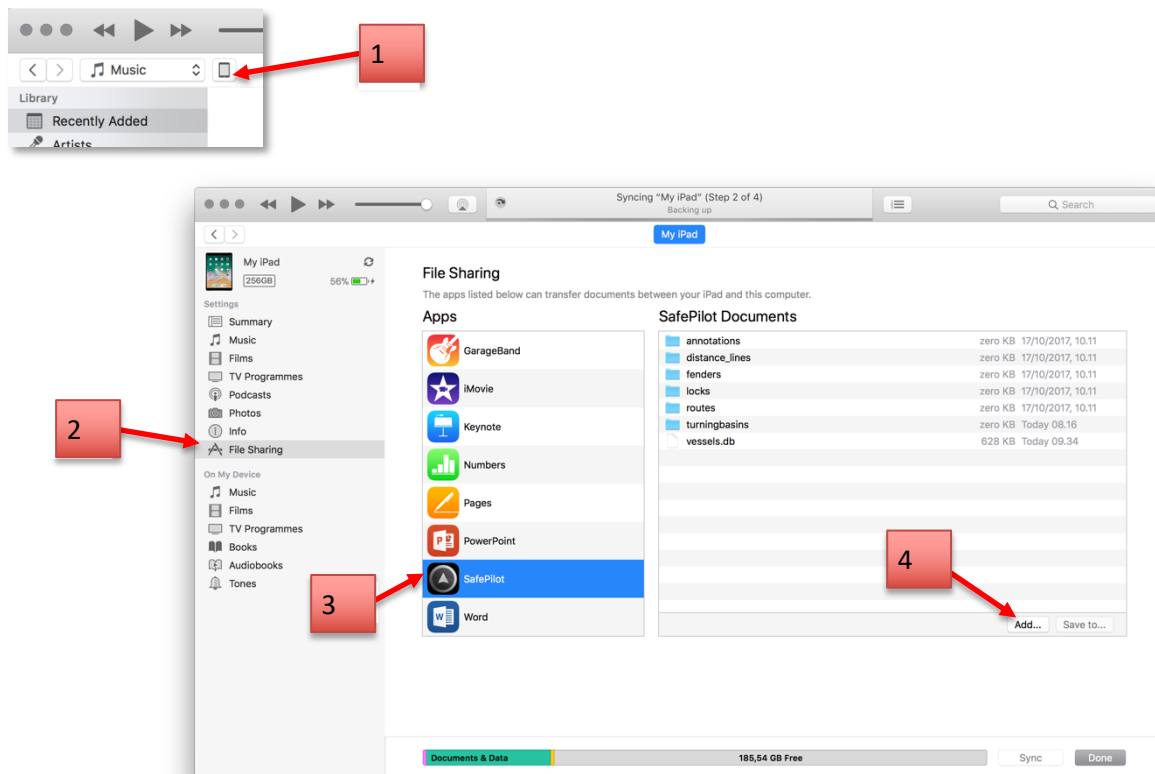 1
Music
Library
Recently Added
Artists
Syncing "My iPad" (Step 2 of 4)
Backing up
Search
My iPad
My iPad
256GB
56%
Settings
Summary
Music
Films
TV Programmes
Podcasts
Photos
Info
File Sharing
On My Device
Music
Films
TV Programmes
Books
Audiobooks
Tones
2
File Sharing
The apps listed below can transfer documents between your iPad and this computer.
Apps
GarageBand
iMovie
Keynote
Numbers
Pages
PowerPoint
SafePilot
Word
3
SafePilot Documents
annotations zero KB 17/10/2017, 10.11
distance_lines zero KB 17/10/2017, 10.11
fenders zero KB 17/10/2017, 10.11
locks zero KB 17/10/2017, 10.11
routes zero KB 17/10/2017, 10.11
turningbasins zero KB Today 08.16
vessels.db 628 KB Today 09.34
4
Add... Save to...
Documents & Data 185,54 GB Free Sync Done